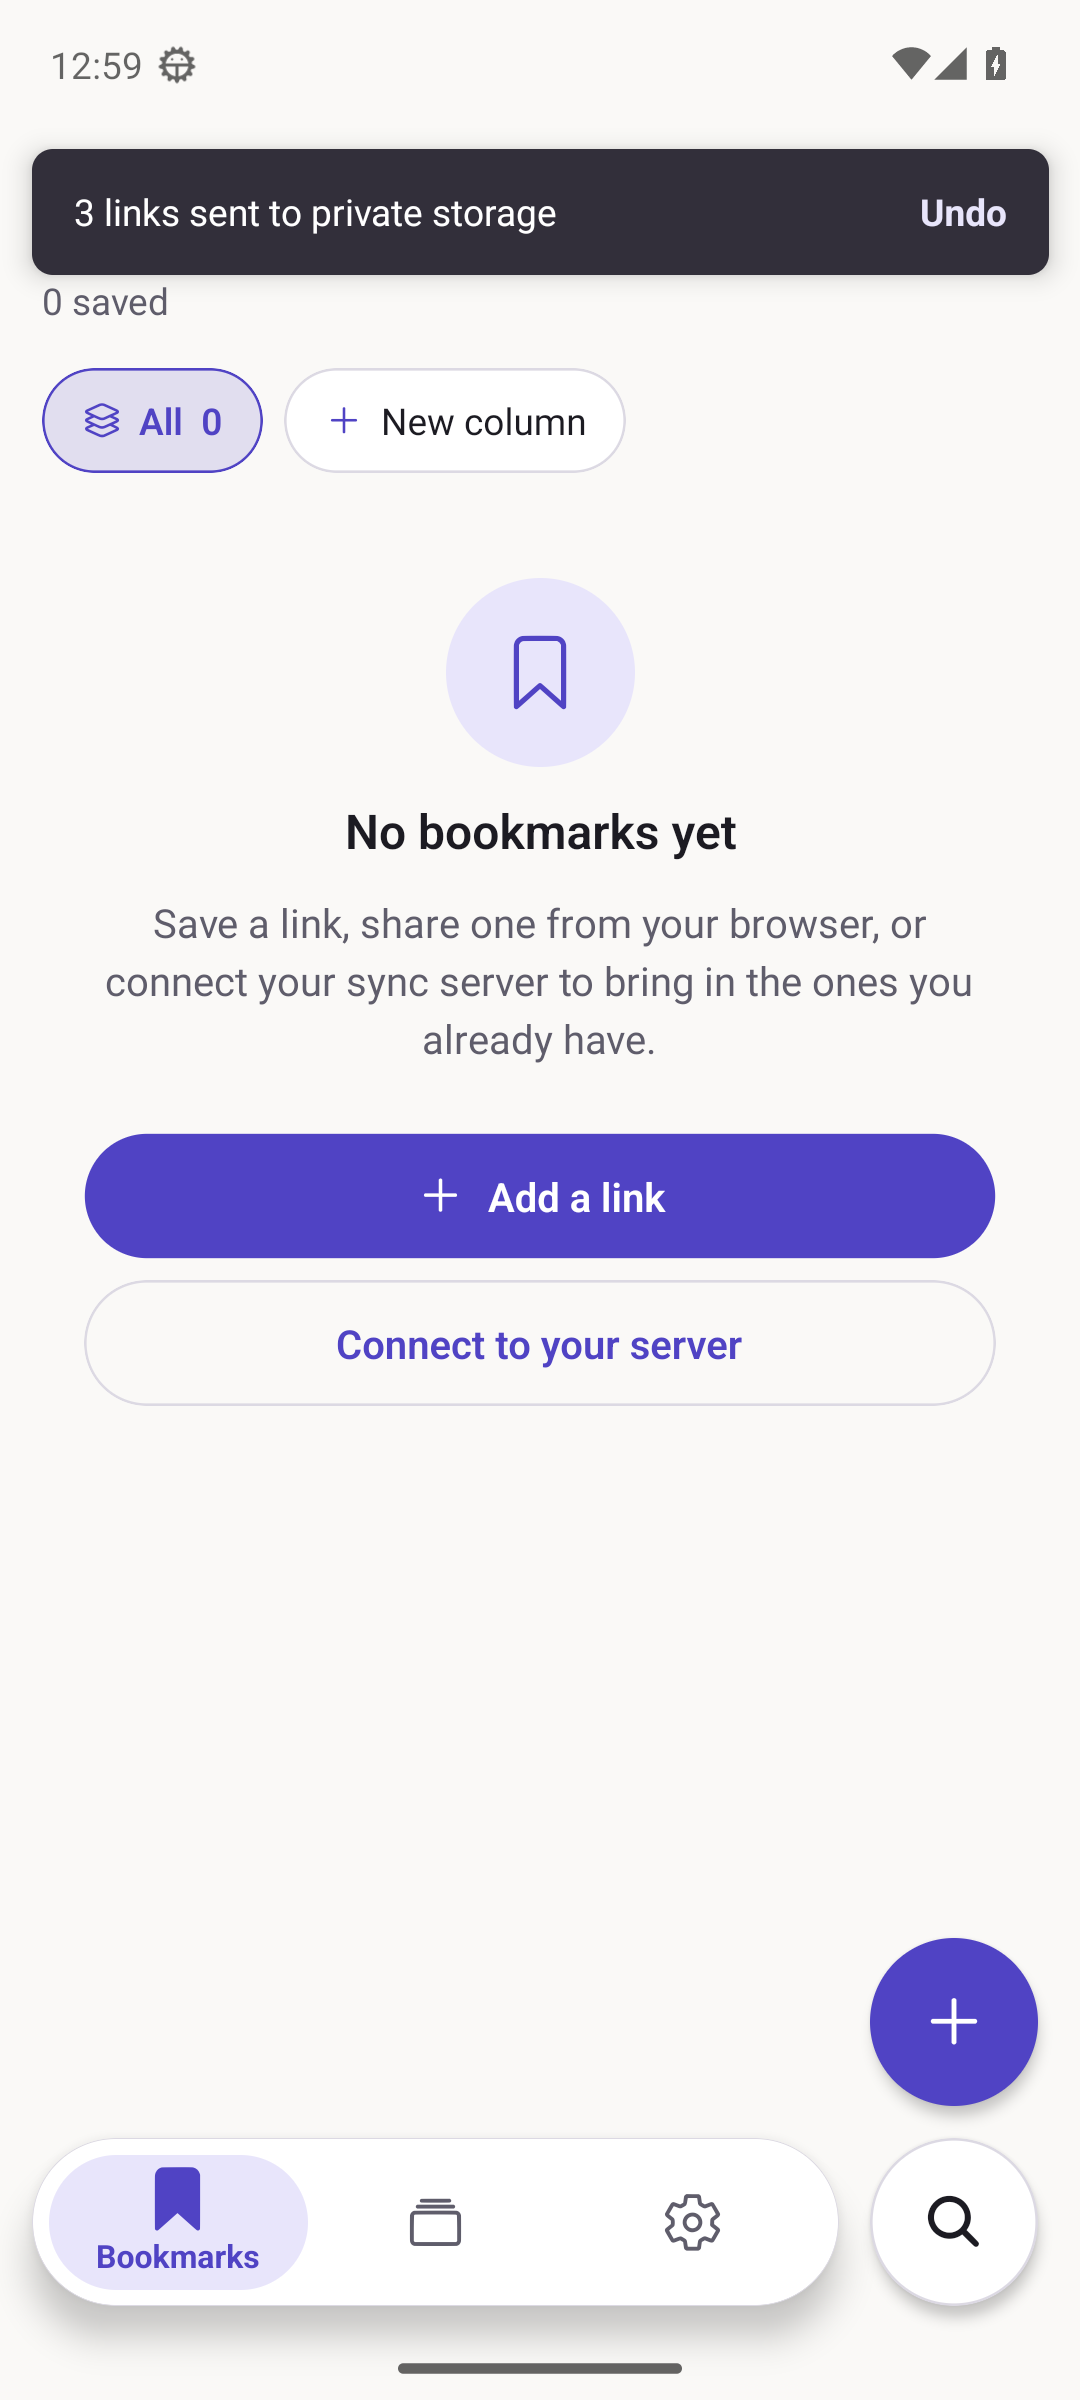 12:59
3 links sent to private storage Undo
0 saved
All 0 New column
No bookmarks yet
Save a link, share one from your browser, or
connect your sync server to bring in the ones you
already have.
Add a link
Connect to your server
Bookmarks